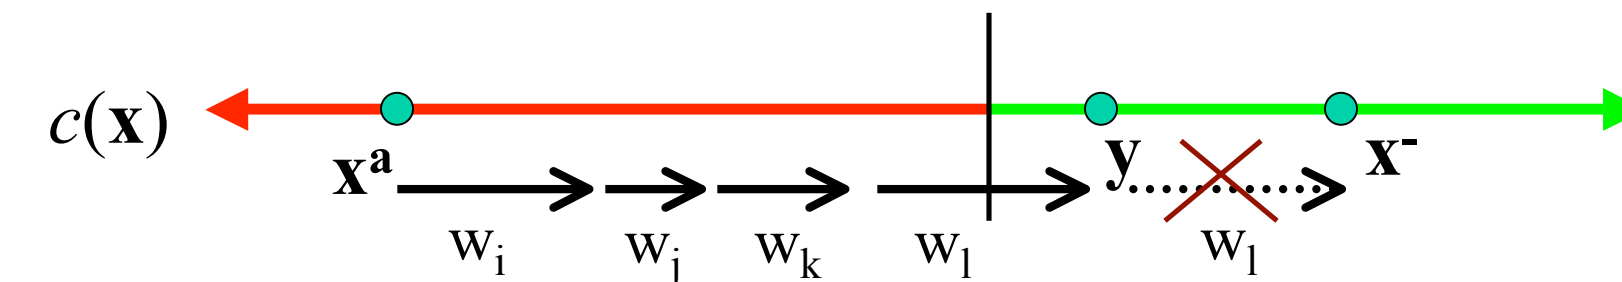 c(x)
xᵃ
y
x⁻
wᵢ wⱼ wₖ wₗ wₗ